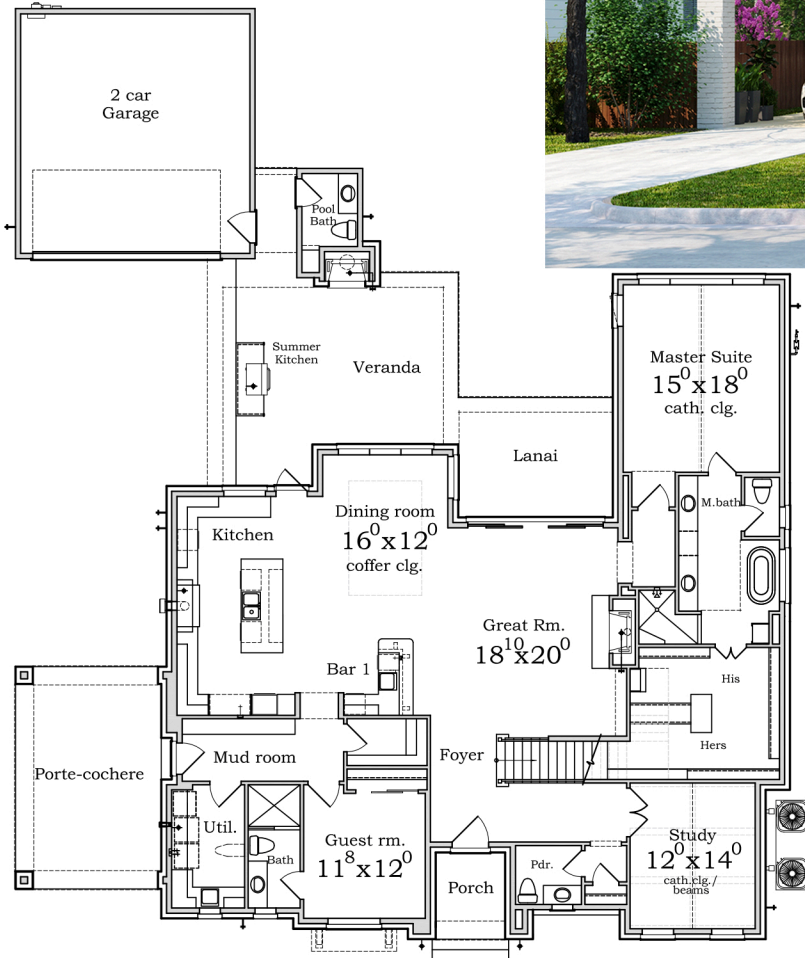 2 car
Garage
Pool
Bath
Summer
Kitchen
Veranda
Master Suite
15⁰x18⁰
cath. clg.
Lanai
M.bath
Dining room
16⁰x12⁰
coffer clg.
Kitchen
Great Rm.
18¹⁰x20⁰
Bar 1
His
Hers
Mud room
Foyer
Porte-cochere
Util.
Bath
Guest rm.
11⁸x12⁰
Porch
Pdr.
Study
12⁰x14⁰
cath.clg./
beams